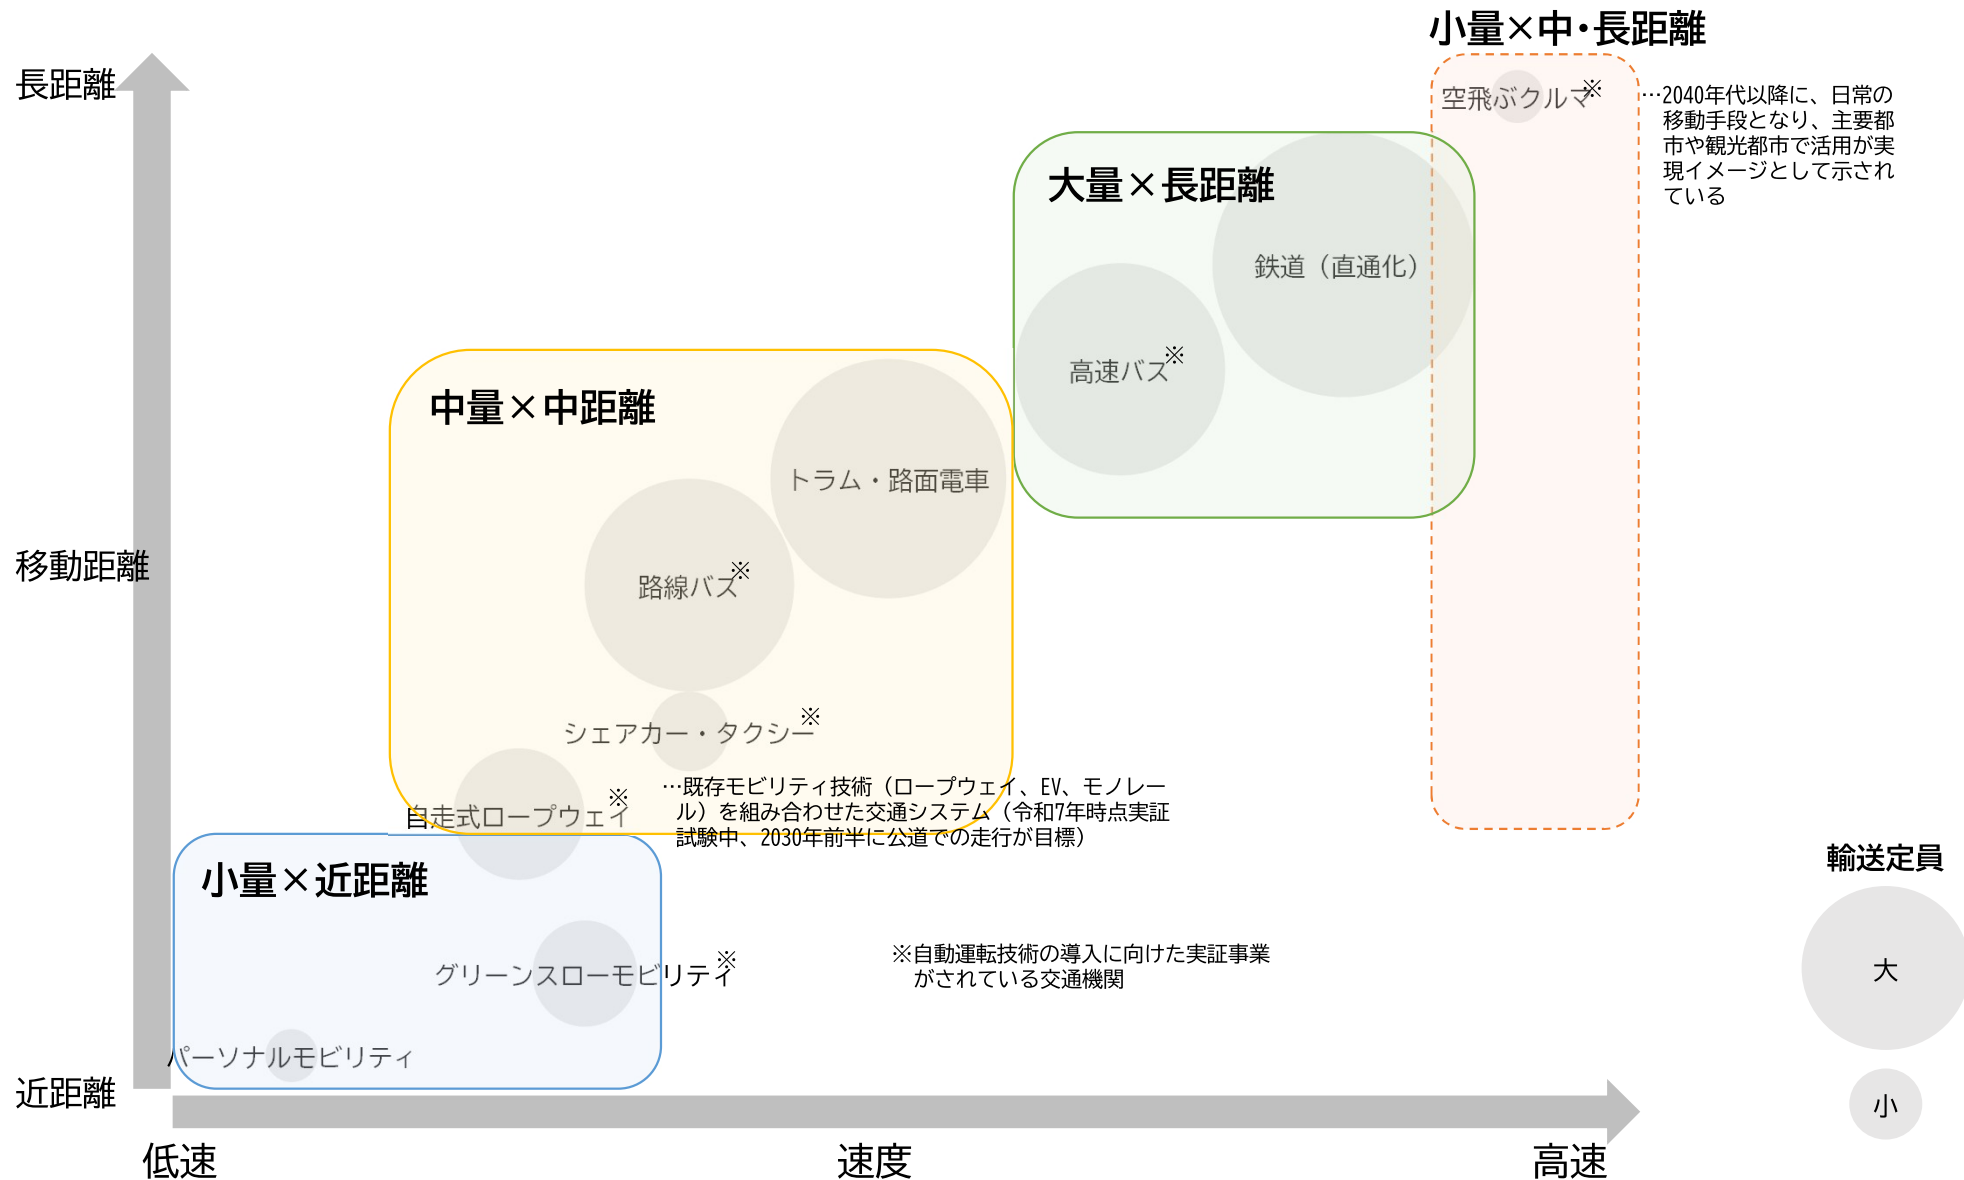 小量×中・長距離
長距離
空飛ぶクルマ※
…2040年代以降に、日常の
移動手段となり、主要都
市や観光都市で活用が実
現イメージとして示され
ている
大量×長距離
鉄道（直通化）
高速バス※
中量×中距離
トラム・路面電車
移動距離
路線バス※
シェアカー・タクシー※
自走式ロープウェイ※
…既存モビリティ技術（ロープウェイ、EV、モノレー
ル）を組み合わせた交通システム（令和7年時点実証
試験中、2030年前半に公道での走行が目標）
小量×近距離
グリーンスローモビリティ※
※自動運転技術の導入に向けた実証事業
がされている交通機関
パーソナルモビリティ
近距離
低速
速度
高速
輸送定員
大
小